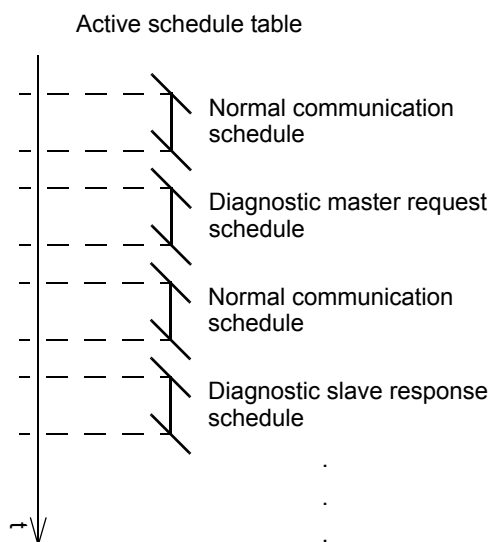 Active schedule table
Normal communication
schedule
Diagnostic master request
schedule
Normal communication
schedule
Diagnostic slave response
schedule
.
.
.
t